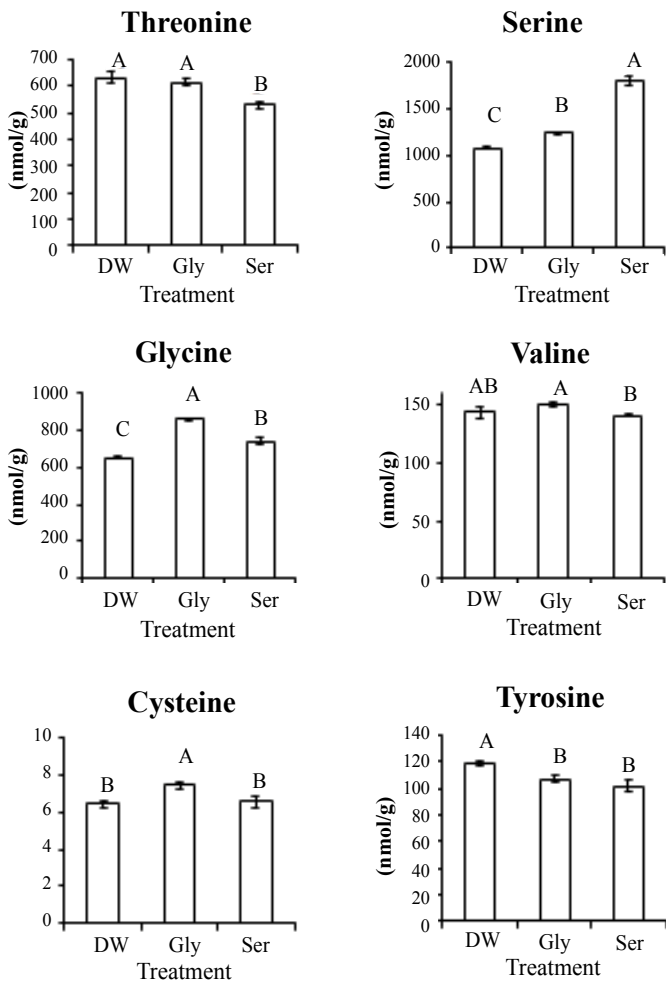 Threonine
(nmol/g)
700
600
500
400
300
200
100
0
A
A
B
DW Gly Ser
Treatment
Serine
(nmol/g)
2000
1500
1000
500
0
C
B
A
DW Gly Ser
Treatment
Glycine
(nmol/g)
1000
800
600
400
200
0
C
A
B
DW Gly Ser
Treatment
Valine
(nmol/g)
150
100
50
0
AB
A
B
DW Gly Ser
Treatment
Cysteine
10
8
6
4
2
0
B
A
B
DW Gly Ser
Treatment
Tyrosine
(nmol/g)
140
120
100
80
60
40
20
0
A
B
B
DW Gly Ser
Treatment